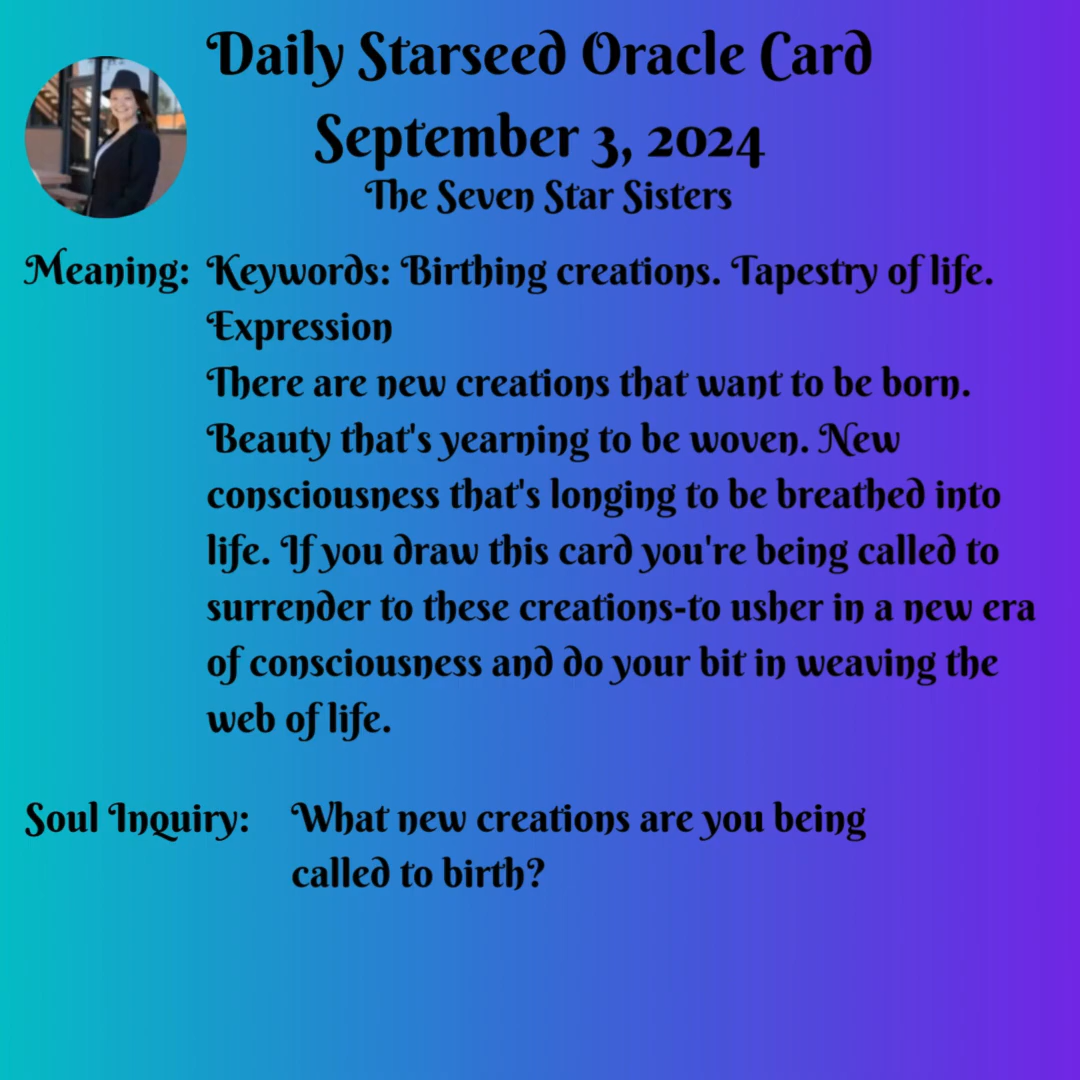 Daily Starseed Oracle Card
September 3, 2024
The Seven Star Sisters
Meaning: Keywords: Birthing creations. Tapestry of life.
Expression
There are new creations that want to be born.
Beauty that's yearning to be woven. New
consciousness that's longing to be breathed into
life. If you draw this card you're being called to
surrender to these creations-to usher in a new era
of consciousness and do your bit in weaving the
web of life.
Soul Inquiry: What new creations are you being
called to birth?